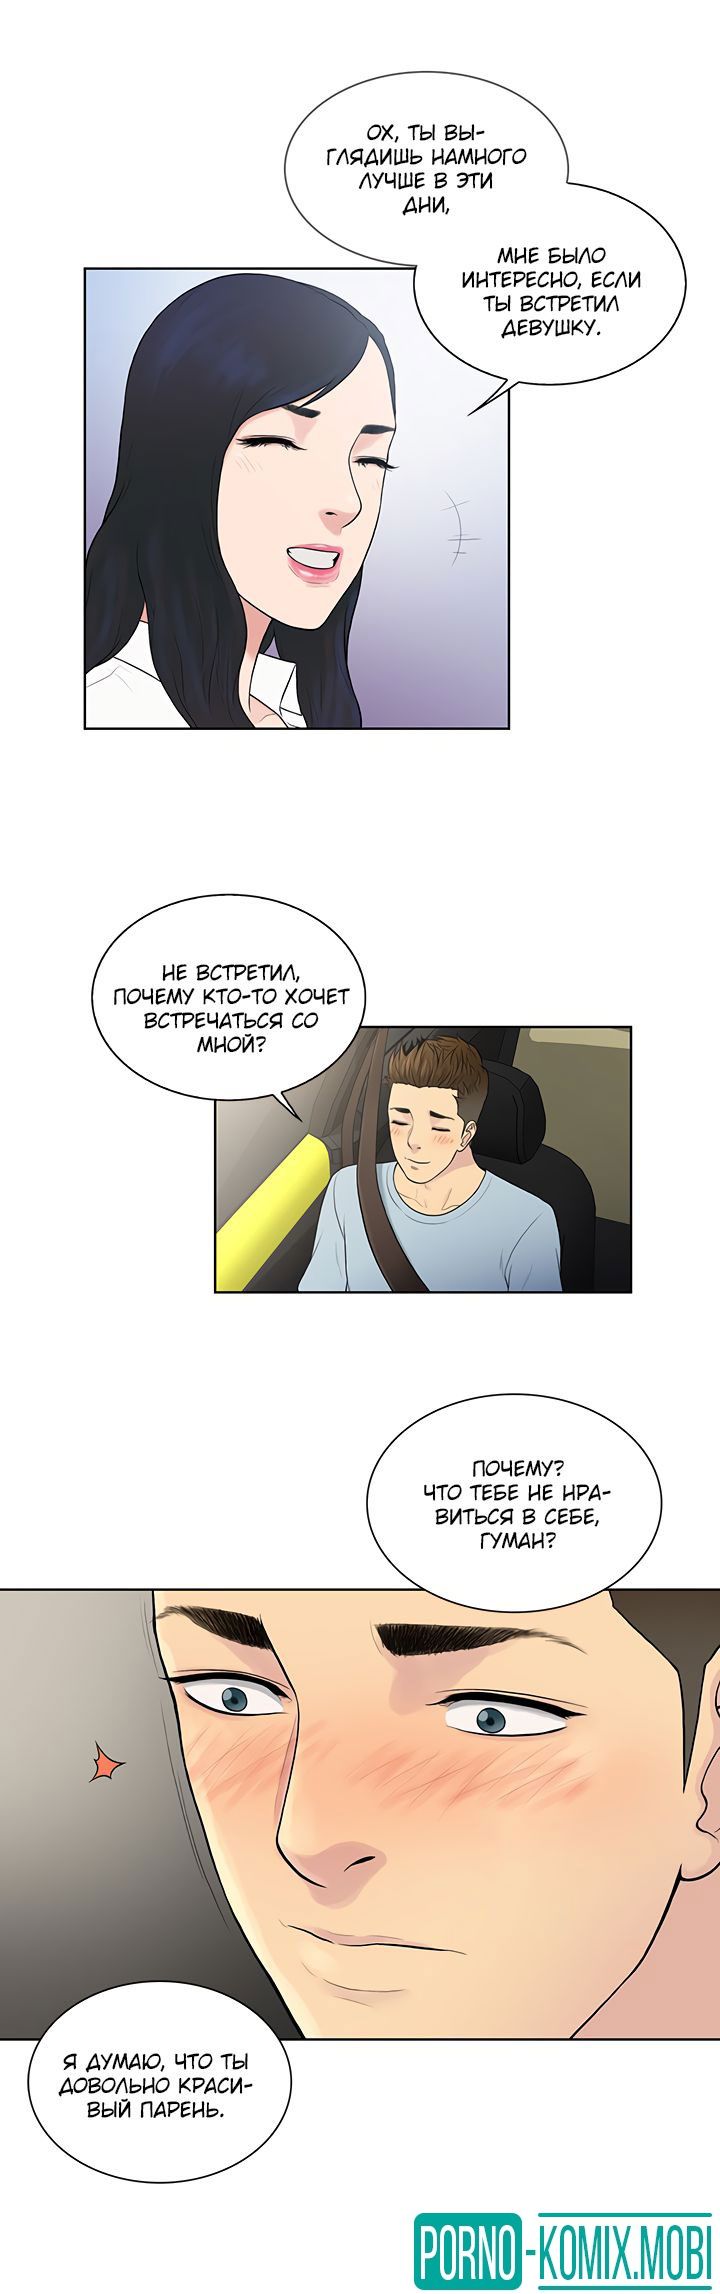 ОХ, ТЫ ВЫ-
ГЛЯДИШЬ НАМНОГО
ЛУЧШЕ В ЭТИ
ДНИ,
МНЕ БЫЛО
ИНТЕРЕСНО, ЕСЛИ
ТЫ ВСТРЕТИЛ
ДЕВУШКУ.
НЕ ВСТРЕТИЛ,
ПОЧЕМУ КТО-ТО ХОЧЕТ
ВСТРЕЧАТЬСЯ СО
МНОЙ?
ПОЧЕМУ?
ЧТО ТЕБЕ НЕ НРА-
ВИТЬСЯ В СЕБЕ,
ГУМАН?
Я ДУМАЮ, ЧТО ТЫ
ДОВОЛЬНО КРАСИ-
ВЫЙ ПАРЕНЬ.
PORNO-KOMIX.MOBI